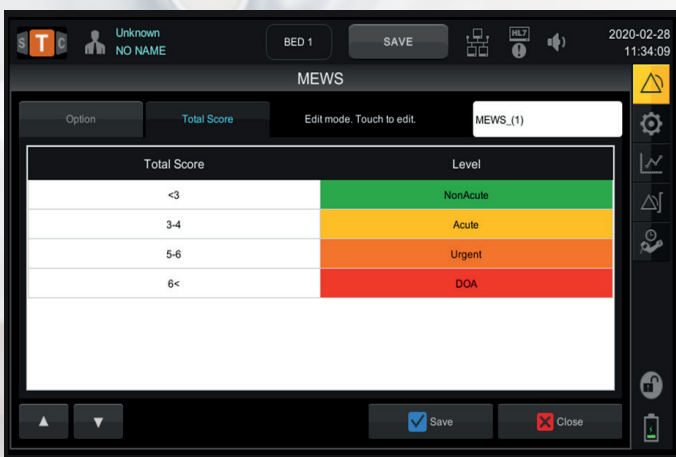 S T C
Unknown
NO NAME
BED 1
SAVE
HL7
2020-02-28
11:34:09
MEWS
Option
Total Score
Edit mode. Touch to edit.
MEWS_(1)
Total Score Level
<3 NonAcute
3-4 Acute
5-6 Urgent
6< DOA
Save
Close